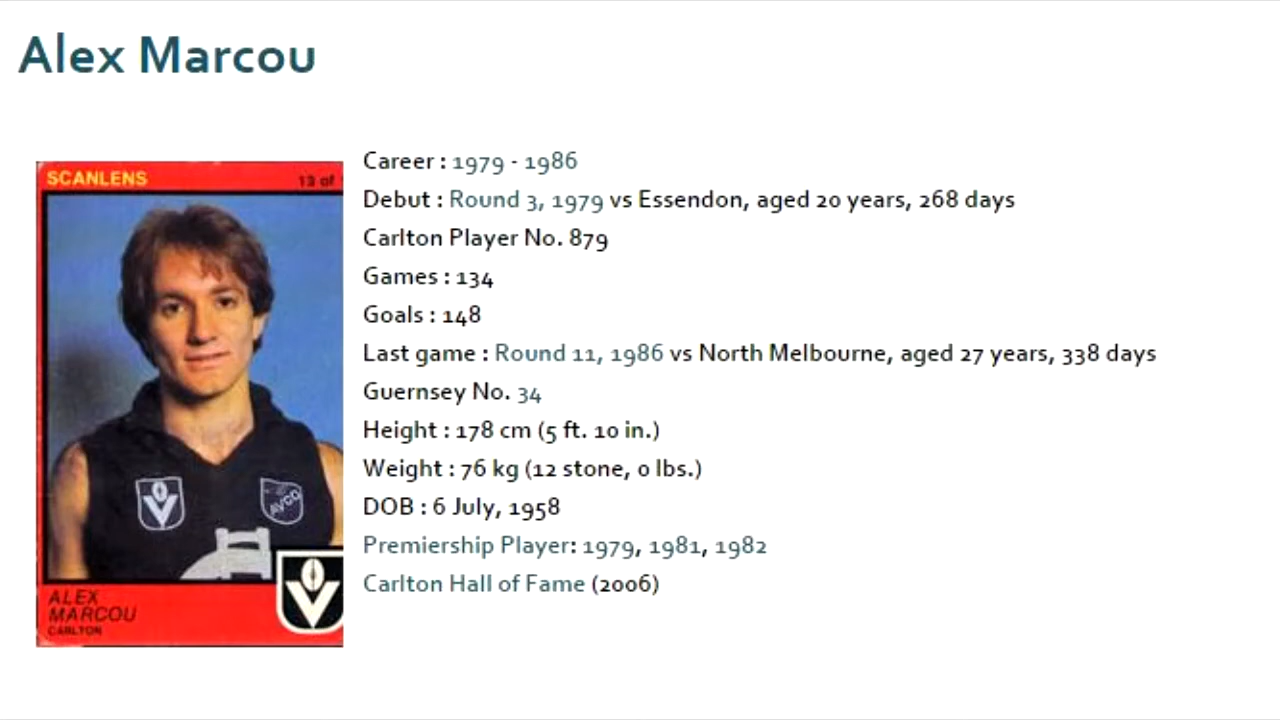 Alex Marcou
SCANLENS
13 of
AVCO
ALEX
MARCOU
CARLTON
Career : 1979 - 1986
Debut : Round 3, 1979 vs Essendon, aged 20 years, 268 days
Carlton Player No. 879
Games : 134
Goals : 148
Last game : Round 11, 1986 vs North Melbourne, aged 27 years, 338 days
Guernsey No. 34
Height : 178 cm (5 ft. 10 in.)
Weight : 76 kg (12 stone, 0 lbs.)
DOB : 6 July, 1958
Premiership Player: 1979, 1981, 1982
Carlton Hall of Fame (2006)